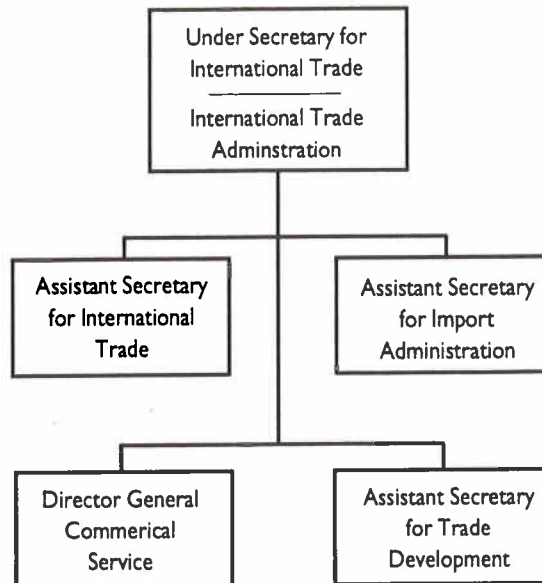 Under Secretary for
International Trade
International Trade
Adminstration
Assistant Secretary
for International
Trade
Assistant Secretary
for Import
Administration
Director General
Commerical
Service
Assistant Secretary
for Trade
Development